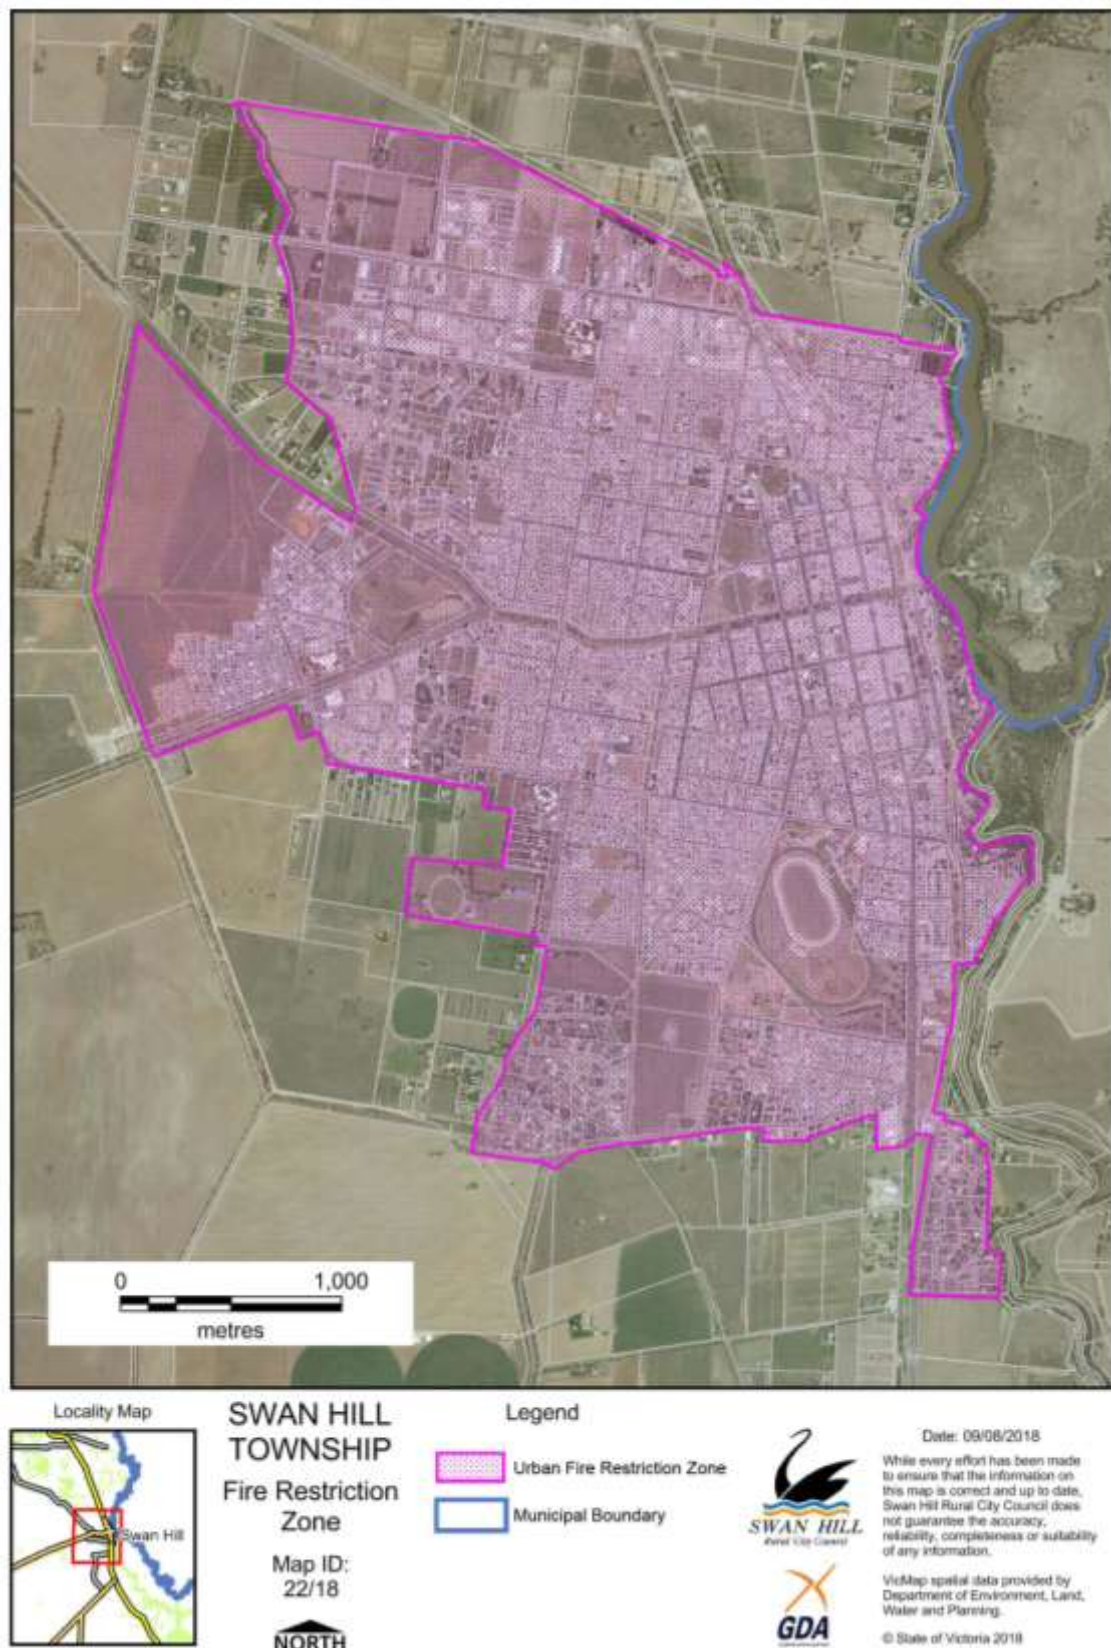 0 1,000
metres
Locality Map
Swan Hill
SWAN HILL
TOWNSHIP
Fire Restriction
Zone
Map ID:
22/18
NORTH
Legend
Urban Fire Restriction Zone
Municipal Boundary
SWAN HILL
Rural City Council
GDA
Date: 09/08/2018
While every effort has been made
to ensure that the information on
this map is correct and up to date,
Swan Hill Rural City Council does
not guarantee the accuracy,
reliability, completeness or suitability
of any information.
VicMap spatial data provided by
Department of Environment, Land,
Water and Planning.
© State of Victoria 2018